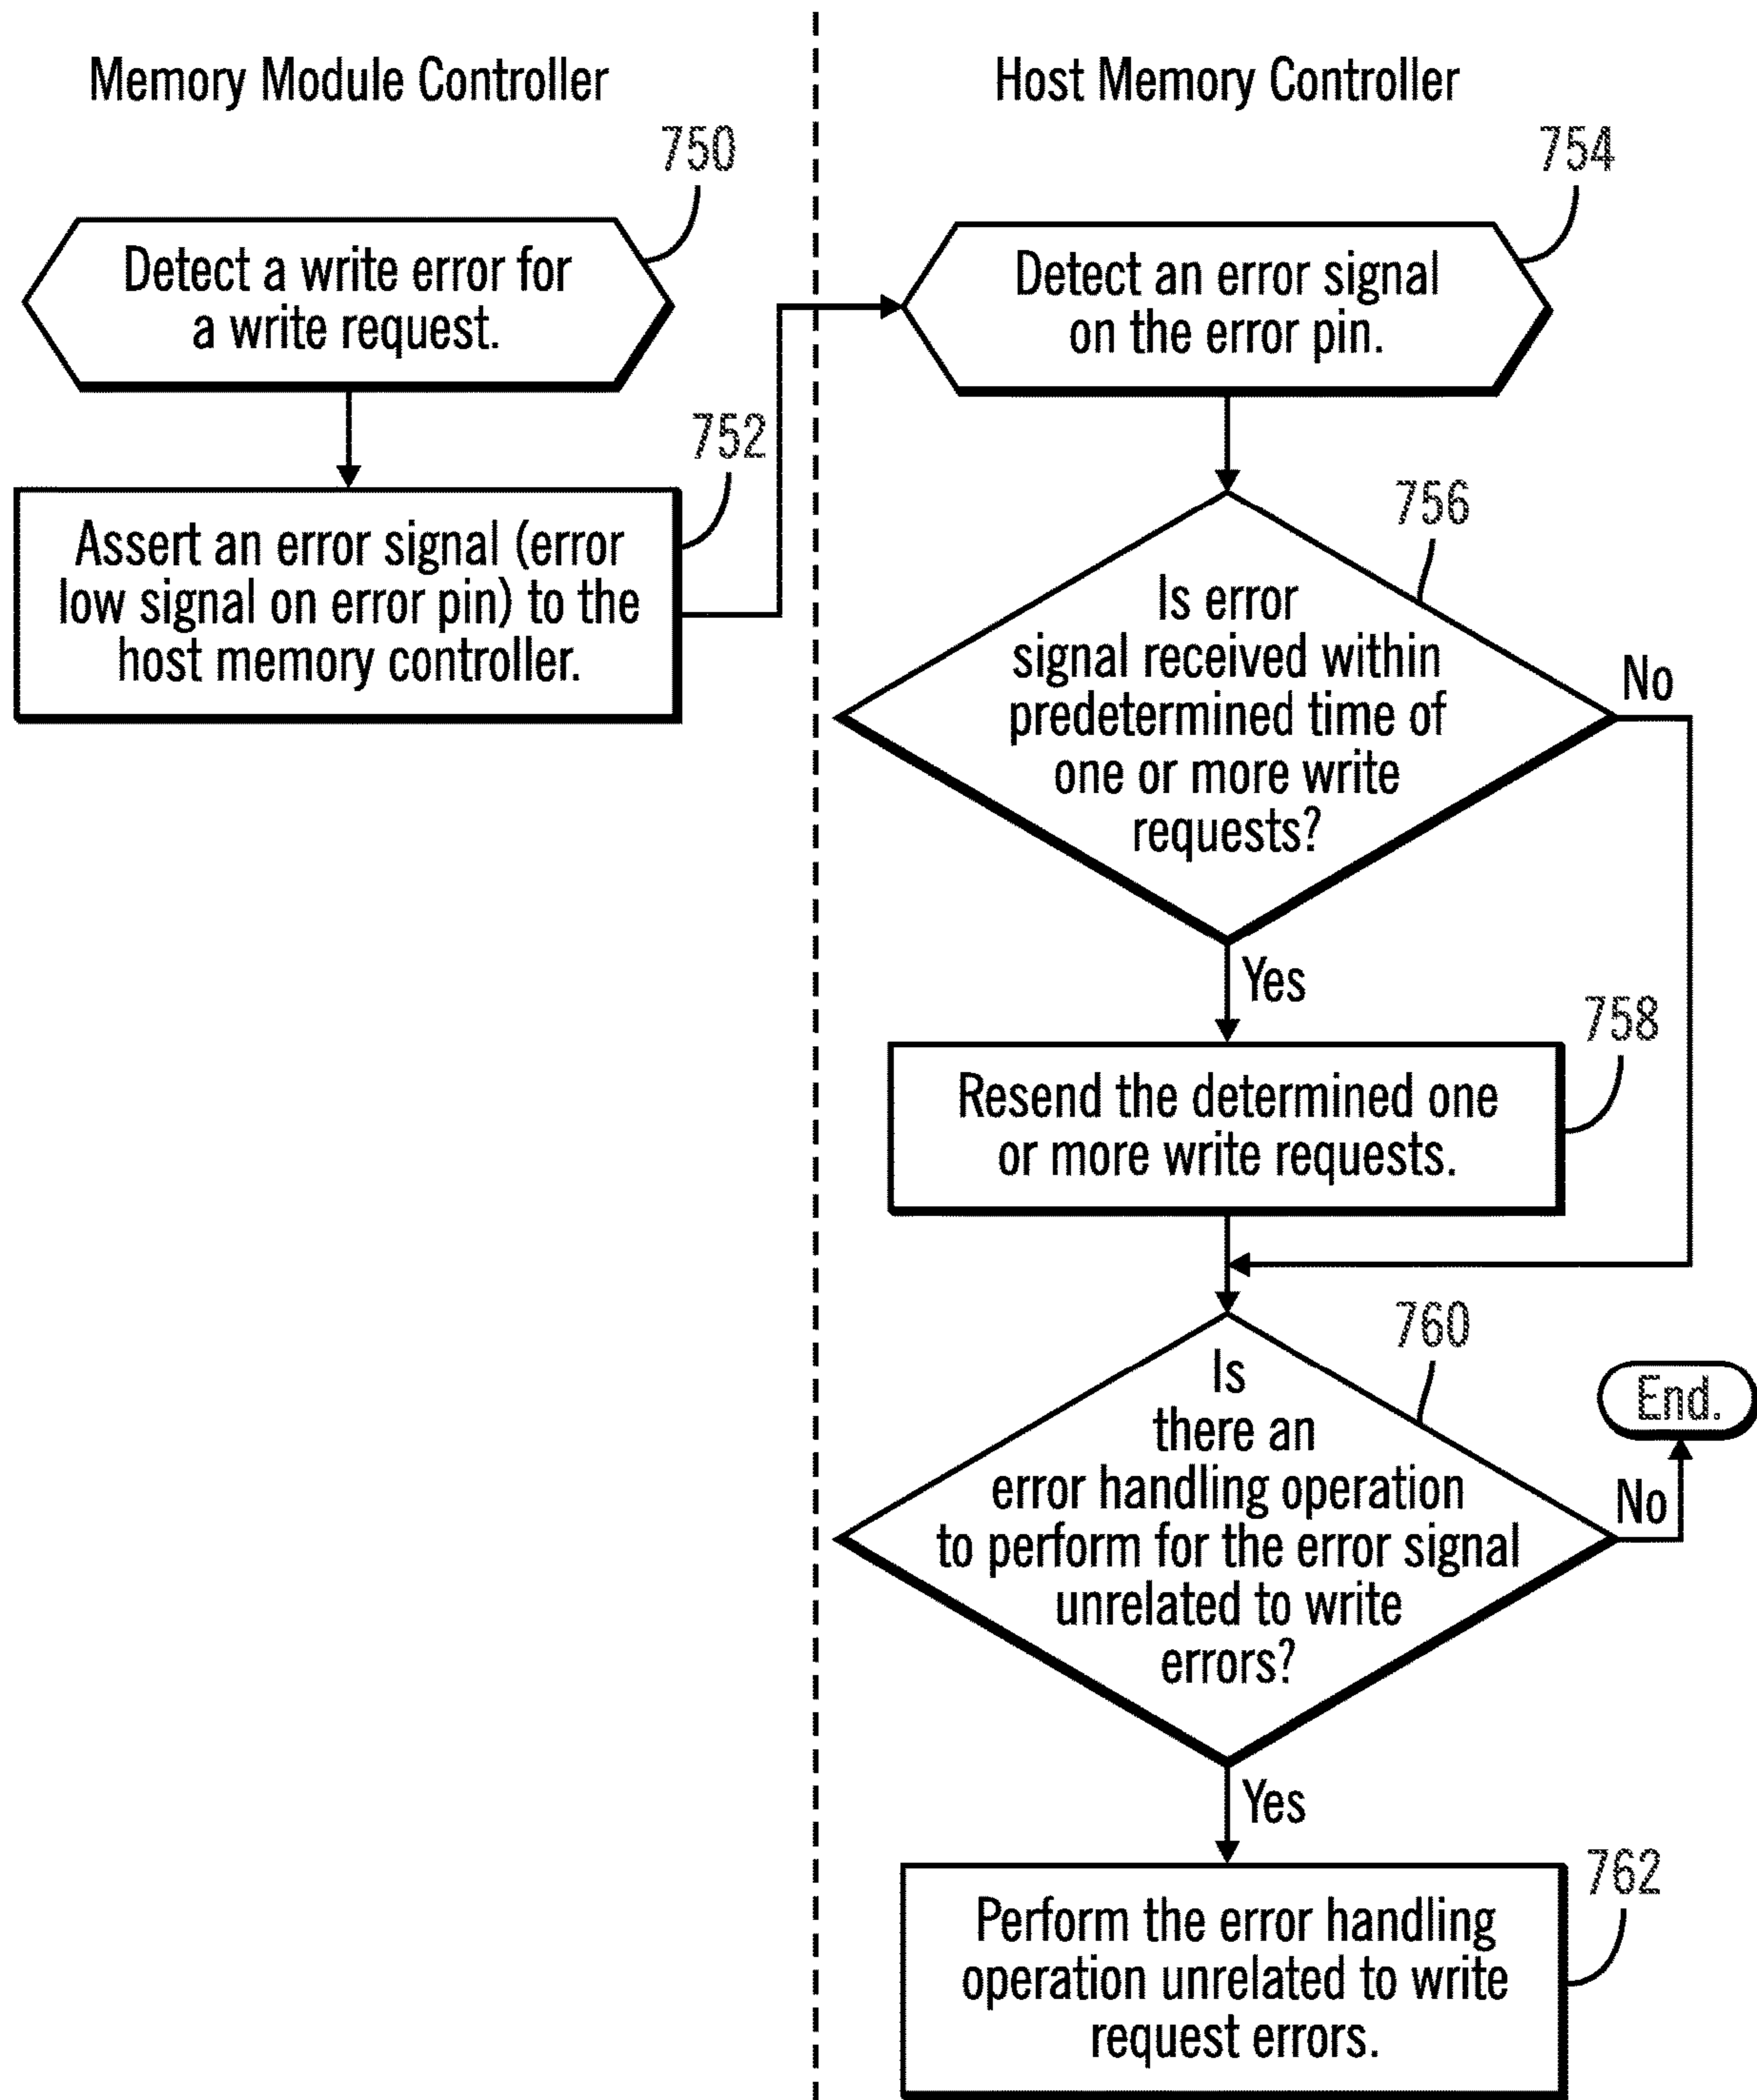 Memory Module Controller
750
Detect a write error for
a write request.
752
Assert an error signal (error
low signal on error pin) to the
host memory controller.
Host Memory Controller
754
Detect an error signal
on the error pin.
756
Is error
signal received within
predetermined time of
one or more write
requests?
No
Yes
758
Resend the determined one
or more write requests.
760
Is
there an
error handling operation
to perform for the error signal
unrelated to write
errors?
No
End.
Yes
762
Perform the error handling
operation unrelated to write
request errors.